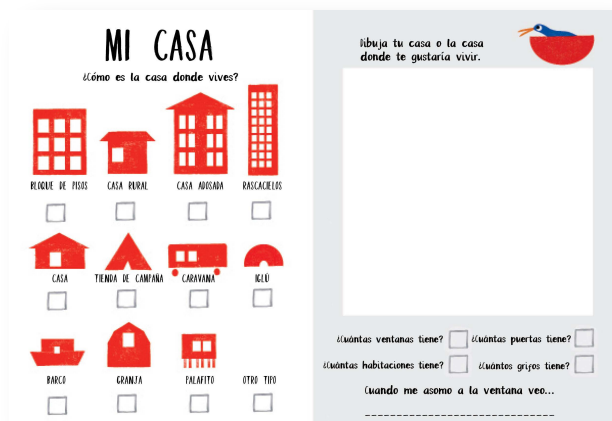 MI CASA
¿Cómo es la casa donde vives?
BLOQUE DE PISOS CASA RURAL CASA ADOSADA RASCACIELOS
CASA TIENDA DE CAMPAÑA CARAVANA IGLÚ
BARCO GRANJA PALAFITO OTRO TIPO
Dibuja tu casa o la casa
donde te gustaría vivir.
¿Cuántas ventanas tiene? ¿Cuántas puertas tiene?
¿Cuántas habitaciones tiene? ¿Cuántos grifos tiene?
Cuando me asomo a la ventana veo...